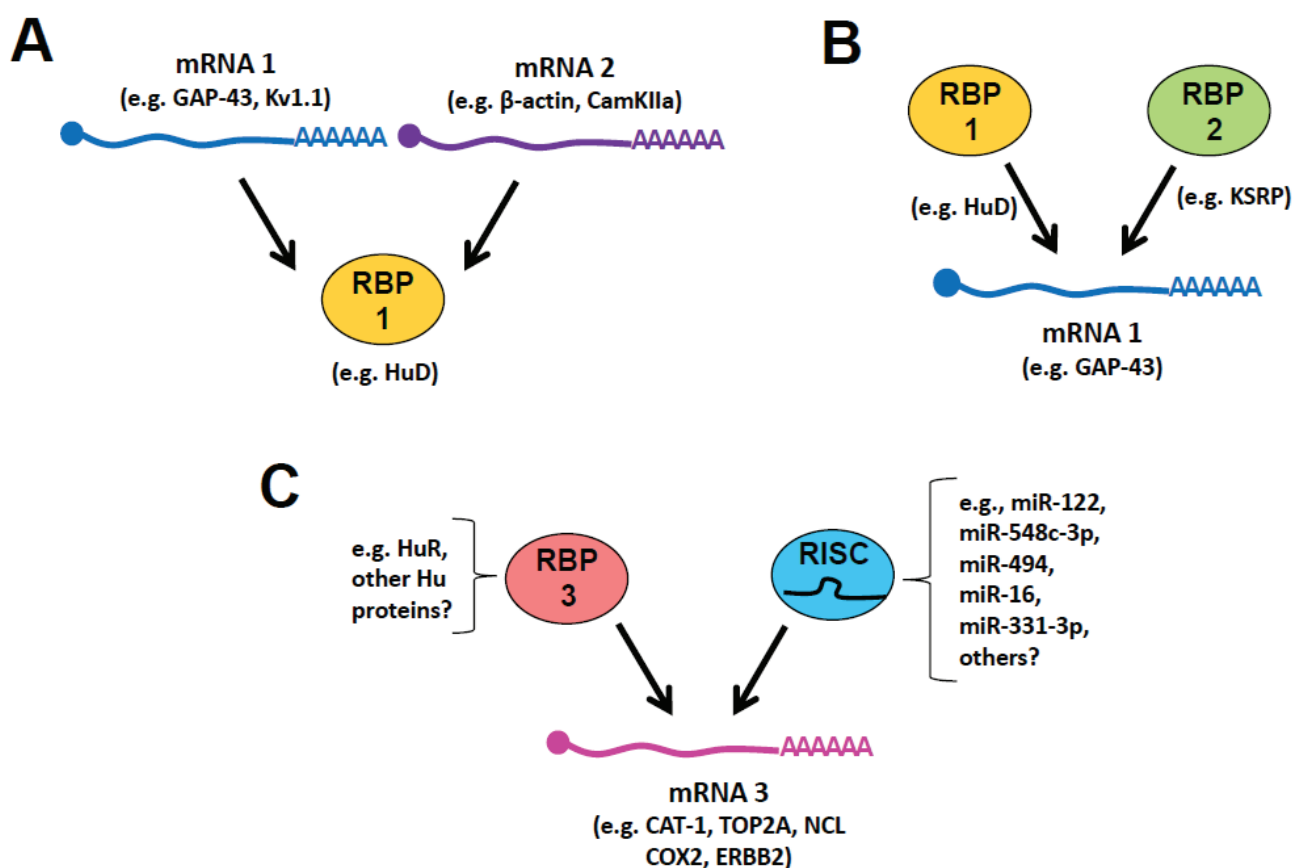 A
mRNA 1
(e.g. GAP-43, Kv1.1)
AAAAAA
mRNA 2
(e.g. β-actin, CamKIIa)
AAAAAA
RBP
1
(e.g. HuD)
B
RBP
1
RBP
2
(e.g. HuD)
(e.g. KSRP)
AAAAAA
mRNA 1
(e.g. GAP-43)
C
e.g. HuR,
other Hu
proteins?
RBP
3
RISC
e.g., miR-122,
miR-548c-3p,
miR-494,
miR-16,
miR-331-3p,
others?
AAAAAA
mRNA 3
(e.g. CAT-1, TOP2A, NCL
COX2, ERBB2)